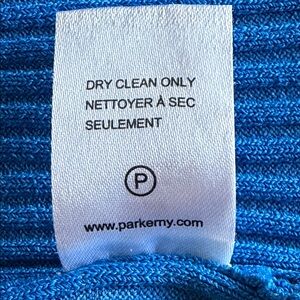 DRY CLEAN ONLY
NETTOYER À SEC
SEULEMENT
P
www.parkerny.com